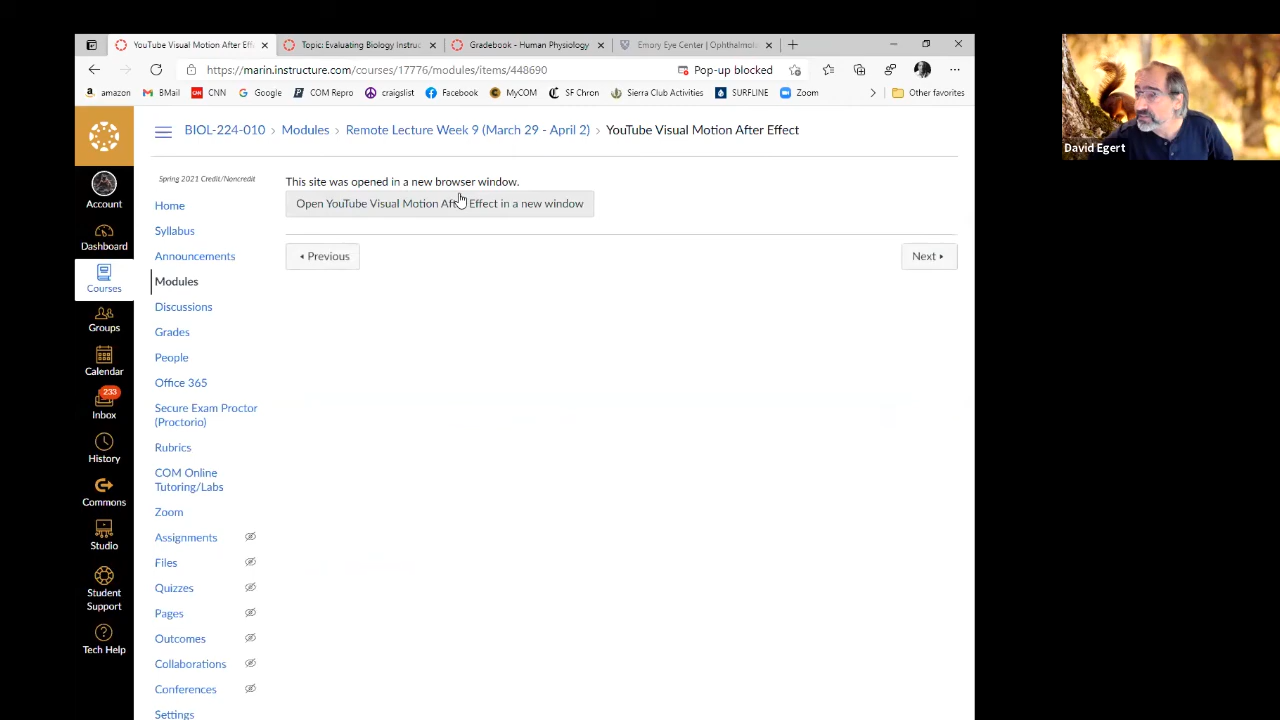 YouTube Visual Motion After Eff
Topic: Evaluating Biology Instruc
Gradebook - Human Physiology
Emory Eye Center | Ophthalmol
https://marin.instructure.com/courses/17776/modules/items/448690
Pop-up blocked
amazon
BMail
CNN
Google
COM Repro
craigslist
Facebook
MyCOM
SF Chron
Sierra Club Activities
SURFLINE
Zoom
Other favorites
David Egert
BIOL-224-010 › Modules › Remote Lecture Week 9 (March 29 - April 2) › YouTube Visual Motion After Effect
Account
Dashboard
Courses
Groups
Calendar
233
Inbox
History
Commons
Studio
Student
Support
Tech Help
Spring 2021 Credit/Noncredit
Home
Syllabus
Announcements
Modules
Discussions
Grades
People
Office 365
Secure Exam Proctor
(Proctorio)
Rubrics
COM Online
Tutoring/Labs
Zoom
Assignments
Files
Quizzes
Pages
Outcomes
Collaborations
Conferences
Settings
This site was opened in a new browser window.
Open YouTube Visual Motion After Effect in a new window
Previous
Next